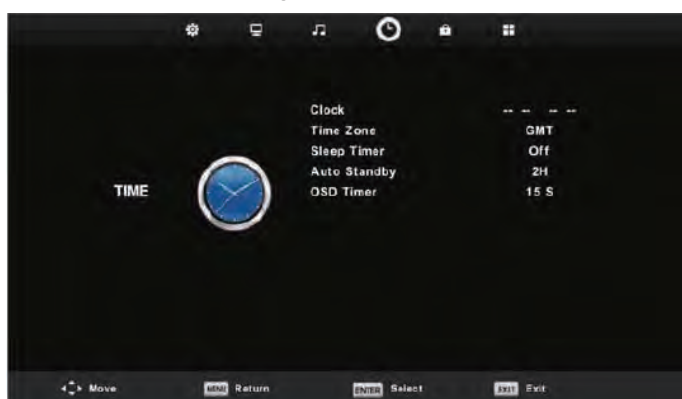 Clock -- -- -- --
Time Zone GMT
Sleep Timer Off
Auto Standby 2H
TIME
OSD Timer 15 S
Move MENU Return ENTER Select EXIT Exit